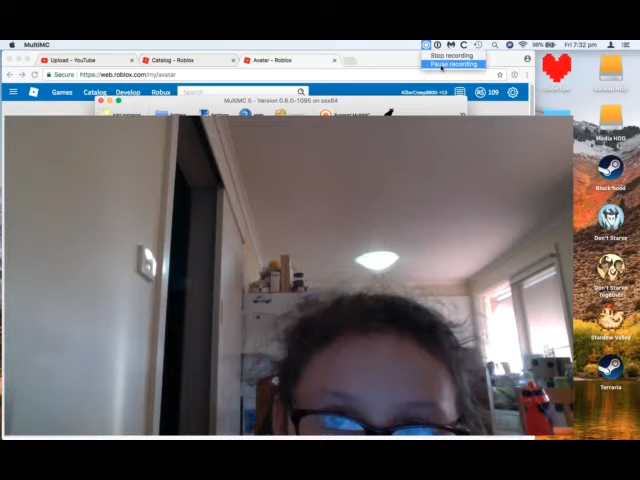 MultiMC
98%
Fri 7:32 pm
Stop recording
Pause recording
Upload - YouTube
Catalog - Roblox
Avatar - Roblox
Secure
https://web.roblox.com/my/avatar
Games
Catalog
Develop
Robux
Search
109
MultiMC 5 - Version 0.6.0-1095 on osx64
Media HDD
Block'hood
Don't Starve
Don't Starve
Together
Stardew Valley
Terraria